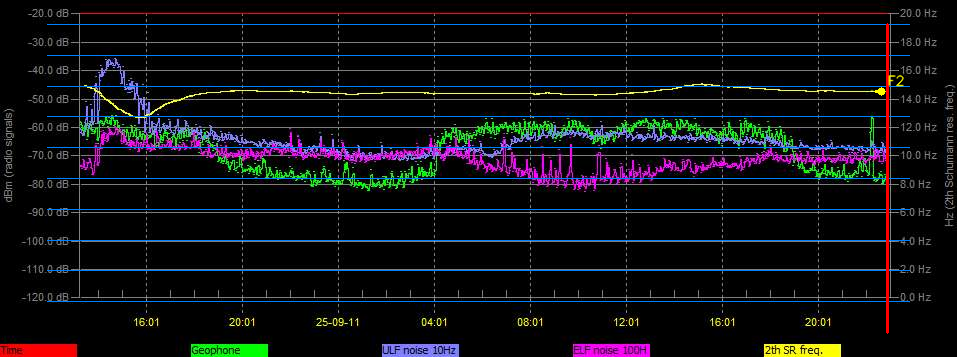 -20.0 dB
20.0 Hz
-30.0 dB
18.0 Hz
-40.0 dB
16.0 Hz
F2
-50.0 dB
14.0 Hz
-60.0 dB
12.0 Hz
-70.0 dB
10.0 Hz
-80.0 dB
8.0 Hz
-90.0 dB
6.0 Hz
-100.0 dB
4.0 Hz
-110.0 dB
2.0 Hz
-120.0 dB
0.0 Hz
dBm (radio signals)
Hz (2th Schumann res. freq.)
16:01 20:01 25-09-11 04:01 08:01 12:01 16:01 20:01
Time Geophone ULF noise 10Hz ELF noise 100H 2th SR freq.